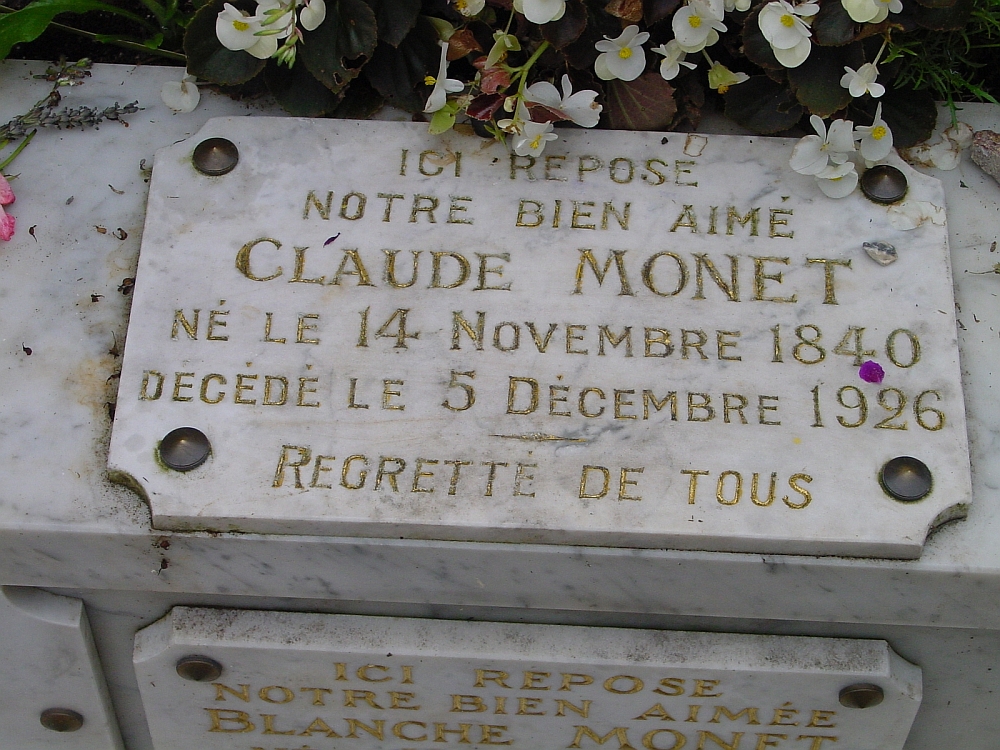 ICI REPOSE
NOTRE BIEN AIMÉ
CLAUDE MONET
NÉ LE 14 NOVEMBRE 1840
DÉCÉDÉ LE 5 DÉCEMBRE 1926
REGRETTÉ DE TOUS
ICI REPOSE
NOTRE BIEN AIMÉE
BLANCHE MONET